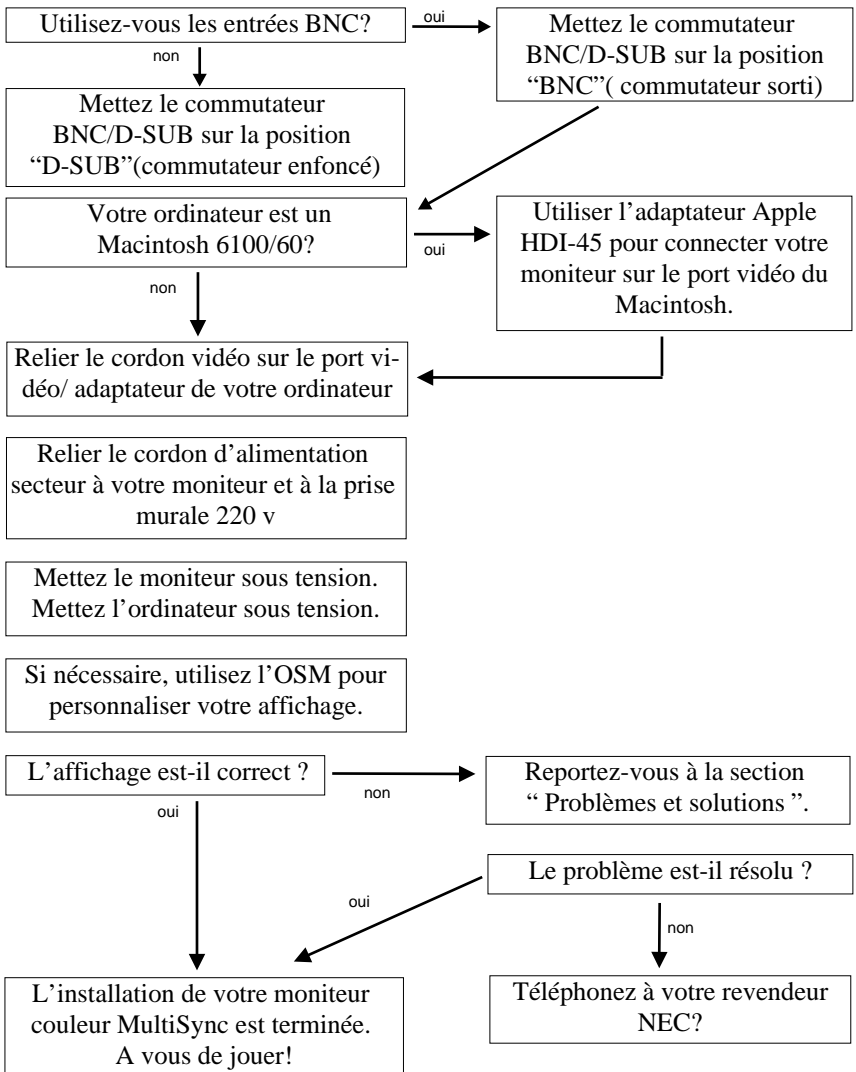 Utilisez-vous les entrées BNC?
oui
Mettez le commutateur
BNC/D-SUB sur la position
“BNC”( commutateur sorti)
non
Mettez le commutateur
BNC/D-SUB sur la position
“D-SUB”(commutateur enfoncé)
Votre ordinateur est un
Macintosh 6100/60?
oui
Utiliser l’adaptateur Apple
HDI-45 pour connecter votre
moniteur sur le port vidéo du
Macintosh.
non
Relier le cordon vidéo sur le port vi-
déo/ adaptateur de votre ordinateur
Relier le cordon d’alimentation
secteur à votre moniteur et à la prise
murale 220 v
Mettez le moniteur sous tension.
Mettez l’ordinateur sous tension.
Si nécessaire, utilisez l’OSM pour
personnaliser votre affichage.
L’affichage est-il correct ?
non
Reportez-vous à la section
“ Problèmes et solutions ”.
oui
Le problème est-il résolu ?
oui
non
L’installation de votre moniteur
couleur MultiSync est terminée.
A vous de jouer!
Téléphonez à votre revendeur
NEC?